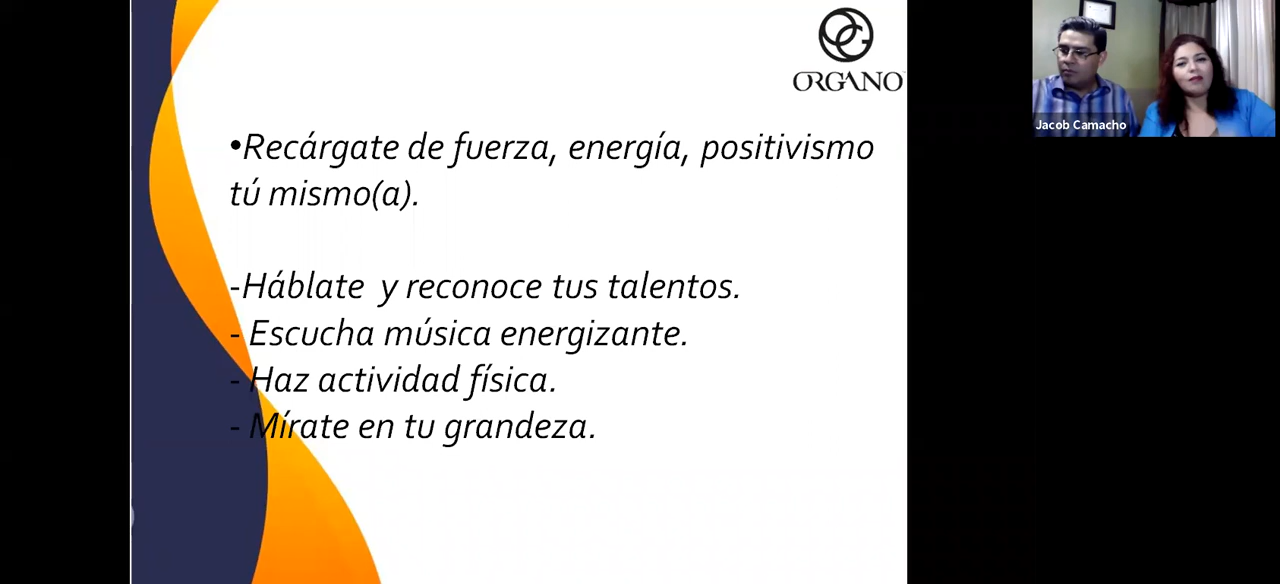 ORGANO
•Recárgate de fuerza, energía, positivismo
tú mismo(a).
-Háblate  y reconoce tus talentos.
- Escucha música energizante.
- Haz actividad física.
- Mírate en tu grandeza.
Jacob Camacho